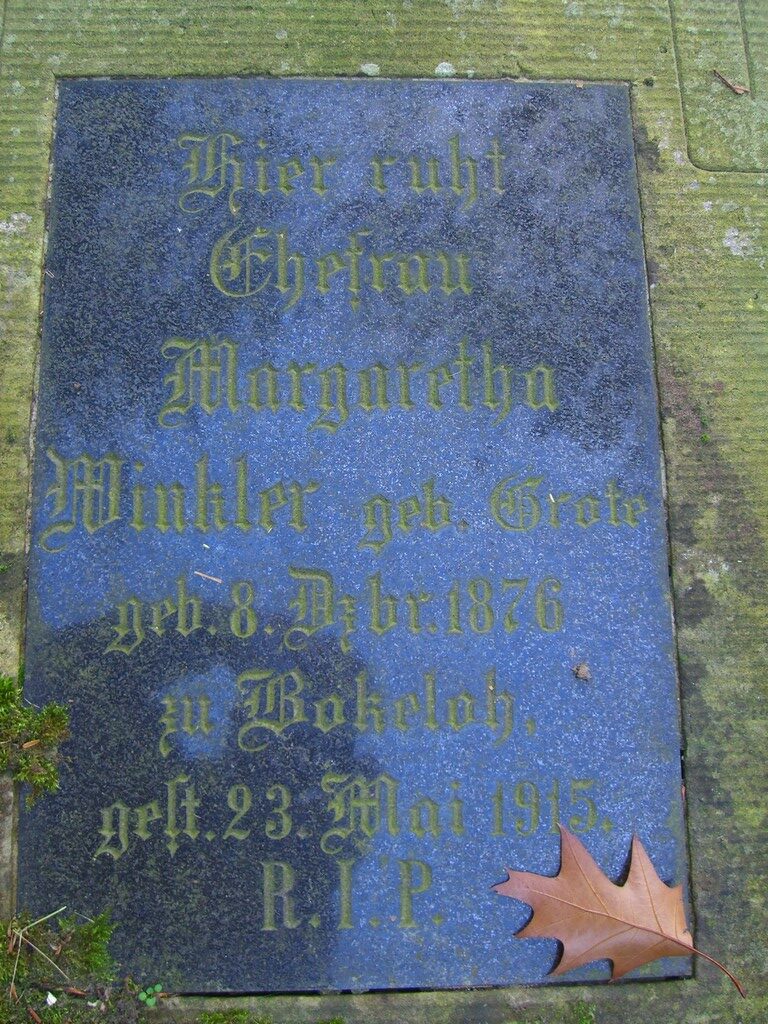 Hier ruht
Ehefrau
Margaretha
Winkler geb. Grote
geb. 8. Dzbr. 1876
zu Bokeloh,
gest. 23. Mai 1915.
R.I.P.